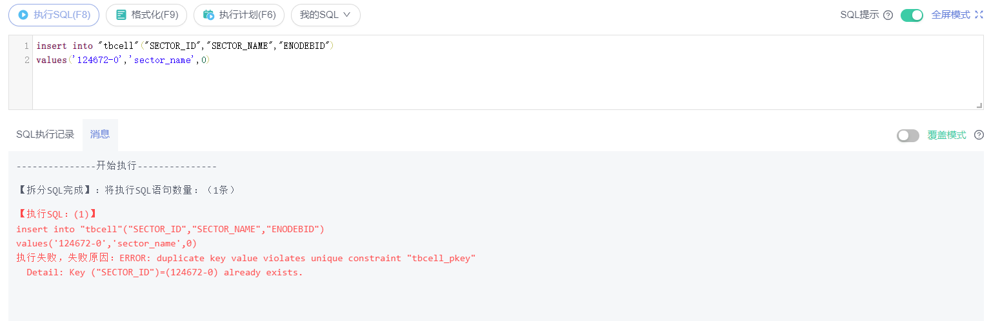 执行SQL(F8) 格式化(F9) 执行计划(F6) 我的SQL SQL提示 全屏模式
1 insert into "tbcell"("SECTOR_ID","SECTOR_NAME","ENODEBID")
2 values('124672-0','sector_name',0)
SQL执行记录 消息 覆盖模式
---------------开始执行---------------
【拆分SQL完成】：将执行SQL语句数量：（1条）
【执行SQL：(1)】
insert into "tbcell"("SECTOR_ID","SECTOR_NAME","ENODEBID")
values('124672-0','sector_name',0)
执行失败，失败原因：ERROR: duplicate key value violates unique constraint "tbcell_pkey"
Detail: Key ("SECTOR_ID")=(124672-0) already exists.